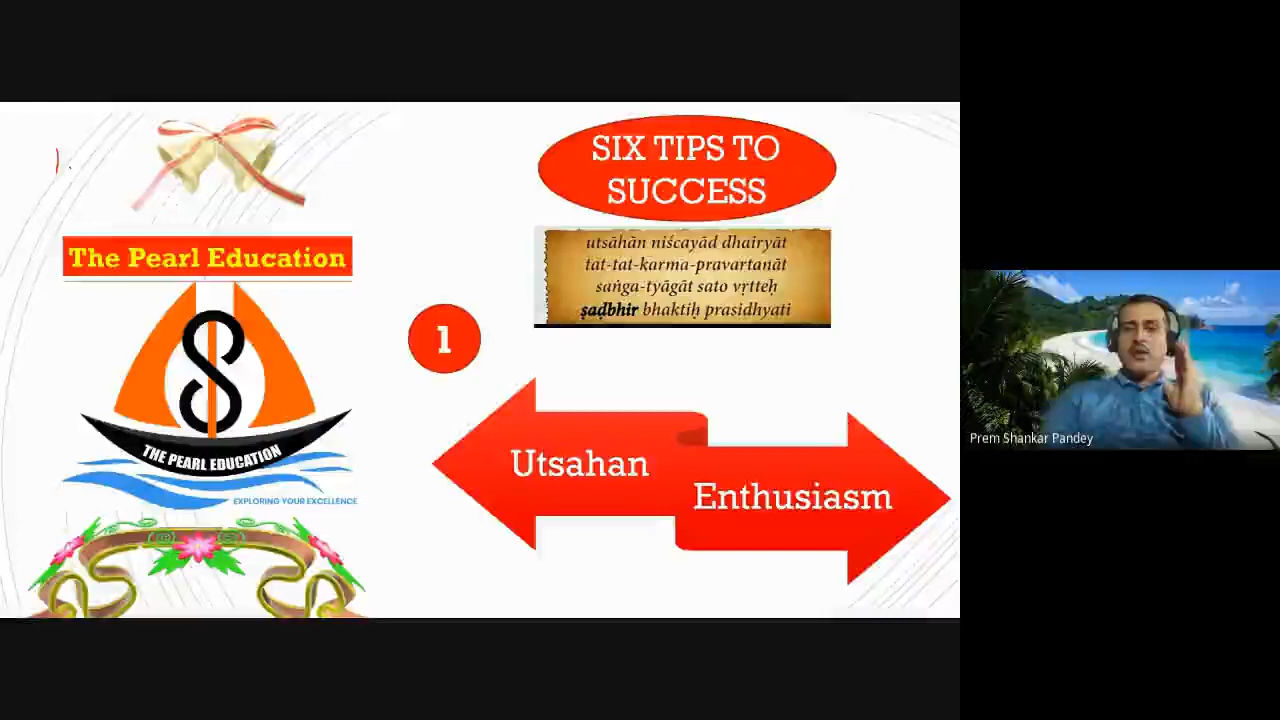 SIX TIPS TO
SUCCESS
utsāhān niścayād dhairyāt
tat-tat-karma-pravartanāt
saṅga-tyāgāt sato vṛtteḥ
ṣaḍbhir bhaktiḥ prasidhyati
The Pearl Education
THE PEARL EDUCATION
EXPLORING YOUR EXCELLENCE
1
Utsahan
Enthusiasm
Prem Shankar Pandey